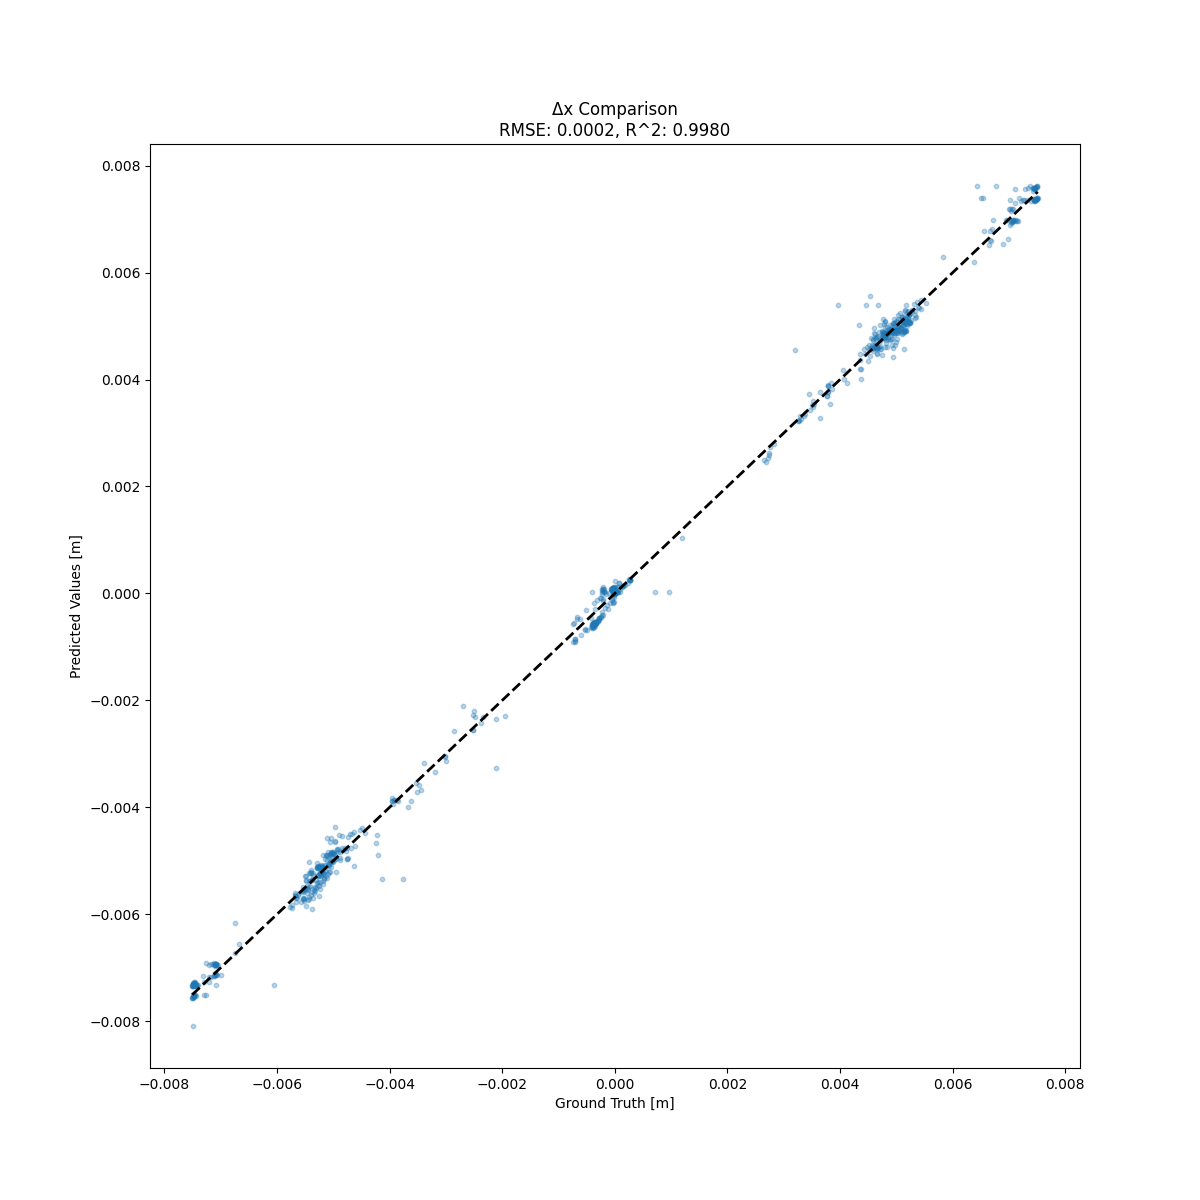 Δx Comparison
RMSE: 0.0002, R^2: 0.9980
0.008
0.006
0.004
0.002
0.000
−0.002
−0.004
−0.006
−0.008
Predicted Values [m]
−0.008 −0.006 −0.004 −0.002 0.000 0.002 0.004 0.006 0.008
Ground Truth [m]